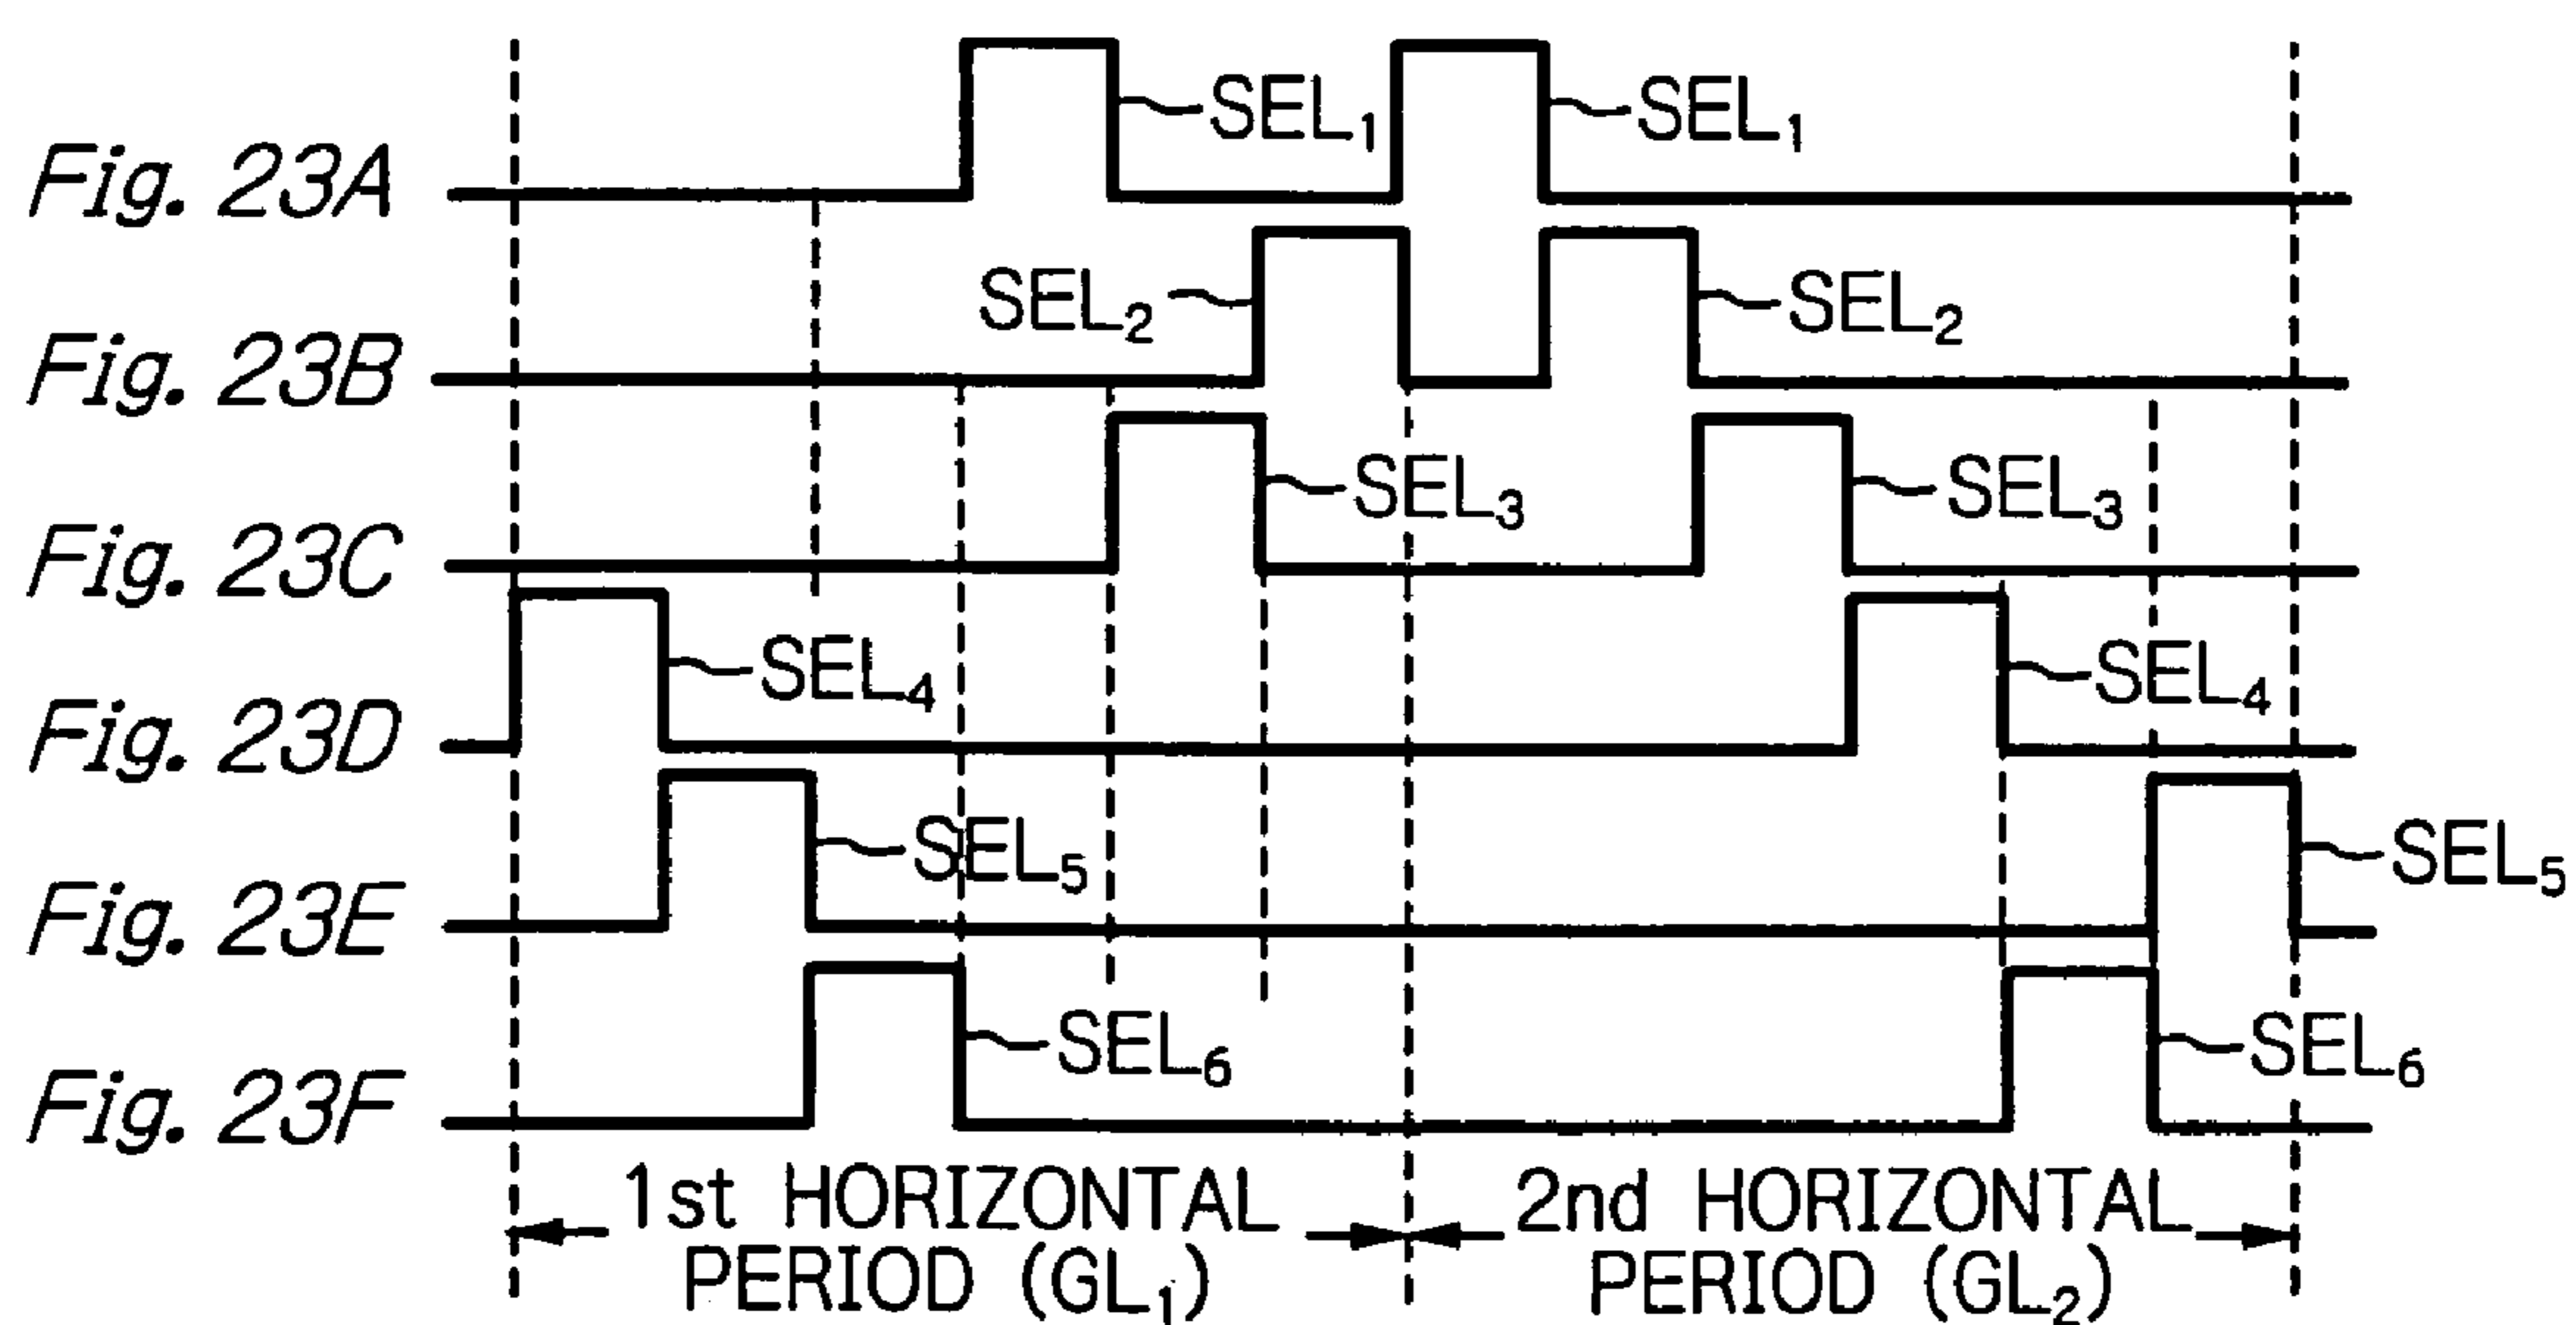 Fig. 23A
SEL₁ SEL₁
Fig. 23B
SEL₂ SEL₂
Fig. 23C
SEL₃ SEL₃
Fig. 23D
SEL₄ SEL₄
Fig. 23E
SEL₅ SEL₅
Fig. 23F
SEL₆ SEL₆
1st HORIZONTAL
PERIOD (GL₁)
2nd HORIZONTAL
PERIOD (GL₂)